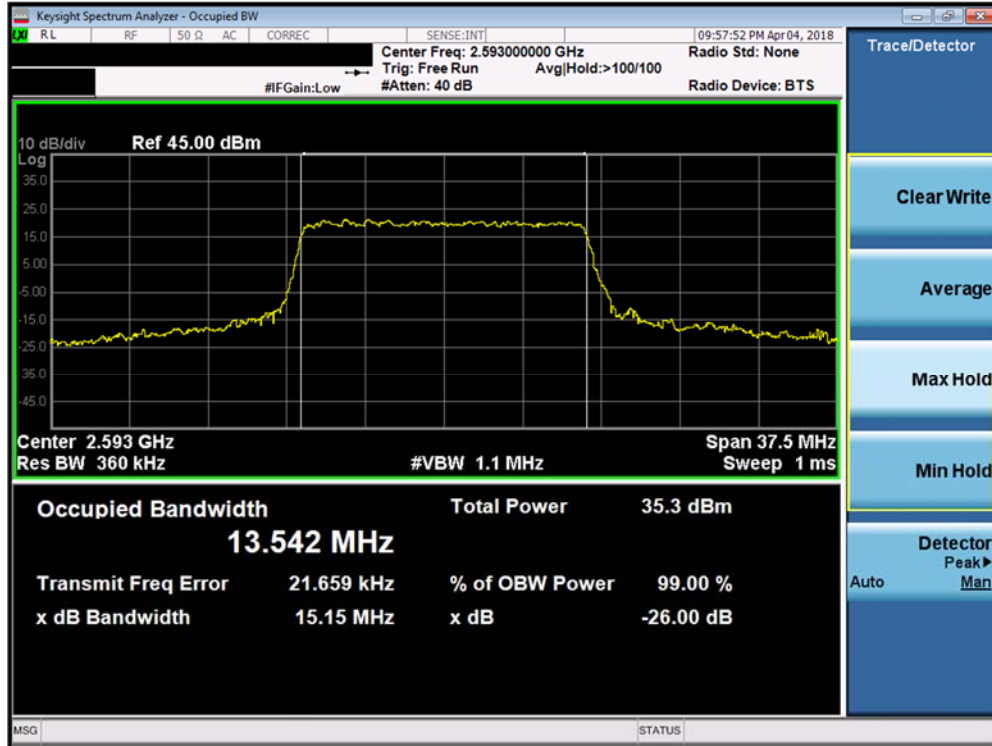 Keysight Spectrum Analyzer - Occupied BW
LXI RL RF 50 Ω AC CORREC SENSE:INT 09:57:52 PM Apr 04, 2018
Center Freq: 2.593000000 GHz Radio Std: None
Trig: Free Run Avg|Hold:>100/100
#IFGain:Low #Atten: 40 dB Radio Device: BTS
10 dB/div Ref 45.00 dBm
Log
35.0
25.0
15.0
5.00
-5.00
-15.0
-25.0
-35.0
-45.0
Center 2.593 GHz Span 37.5 MHz
Res BW 360 kHz #VBW 1.1 MHz Sweep 1 ms
Occupied Bandwidth Total Power 35.3 dBm
13.542 MHz
Transmit Freq Error 21.659 kHz % of OBW Power 99.00 %
x dB Bandwidth 15.15 MHz x dB -26.00 dB
MSG STATUS
Trace/Detector
Clear Write
Average
Max Hold
Min Hold
Detector
Peak▶
Auto Man